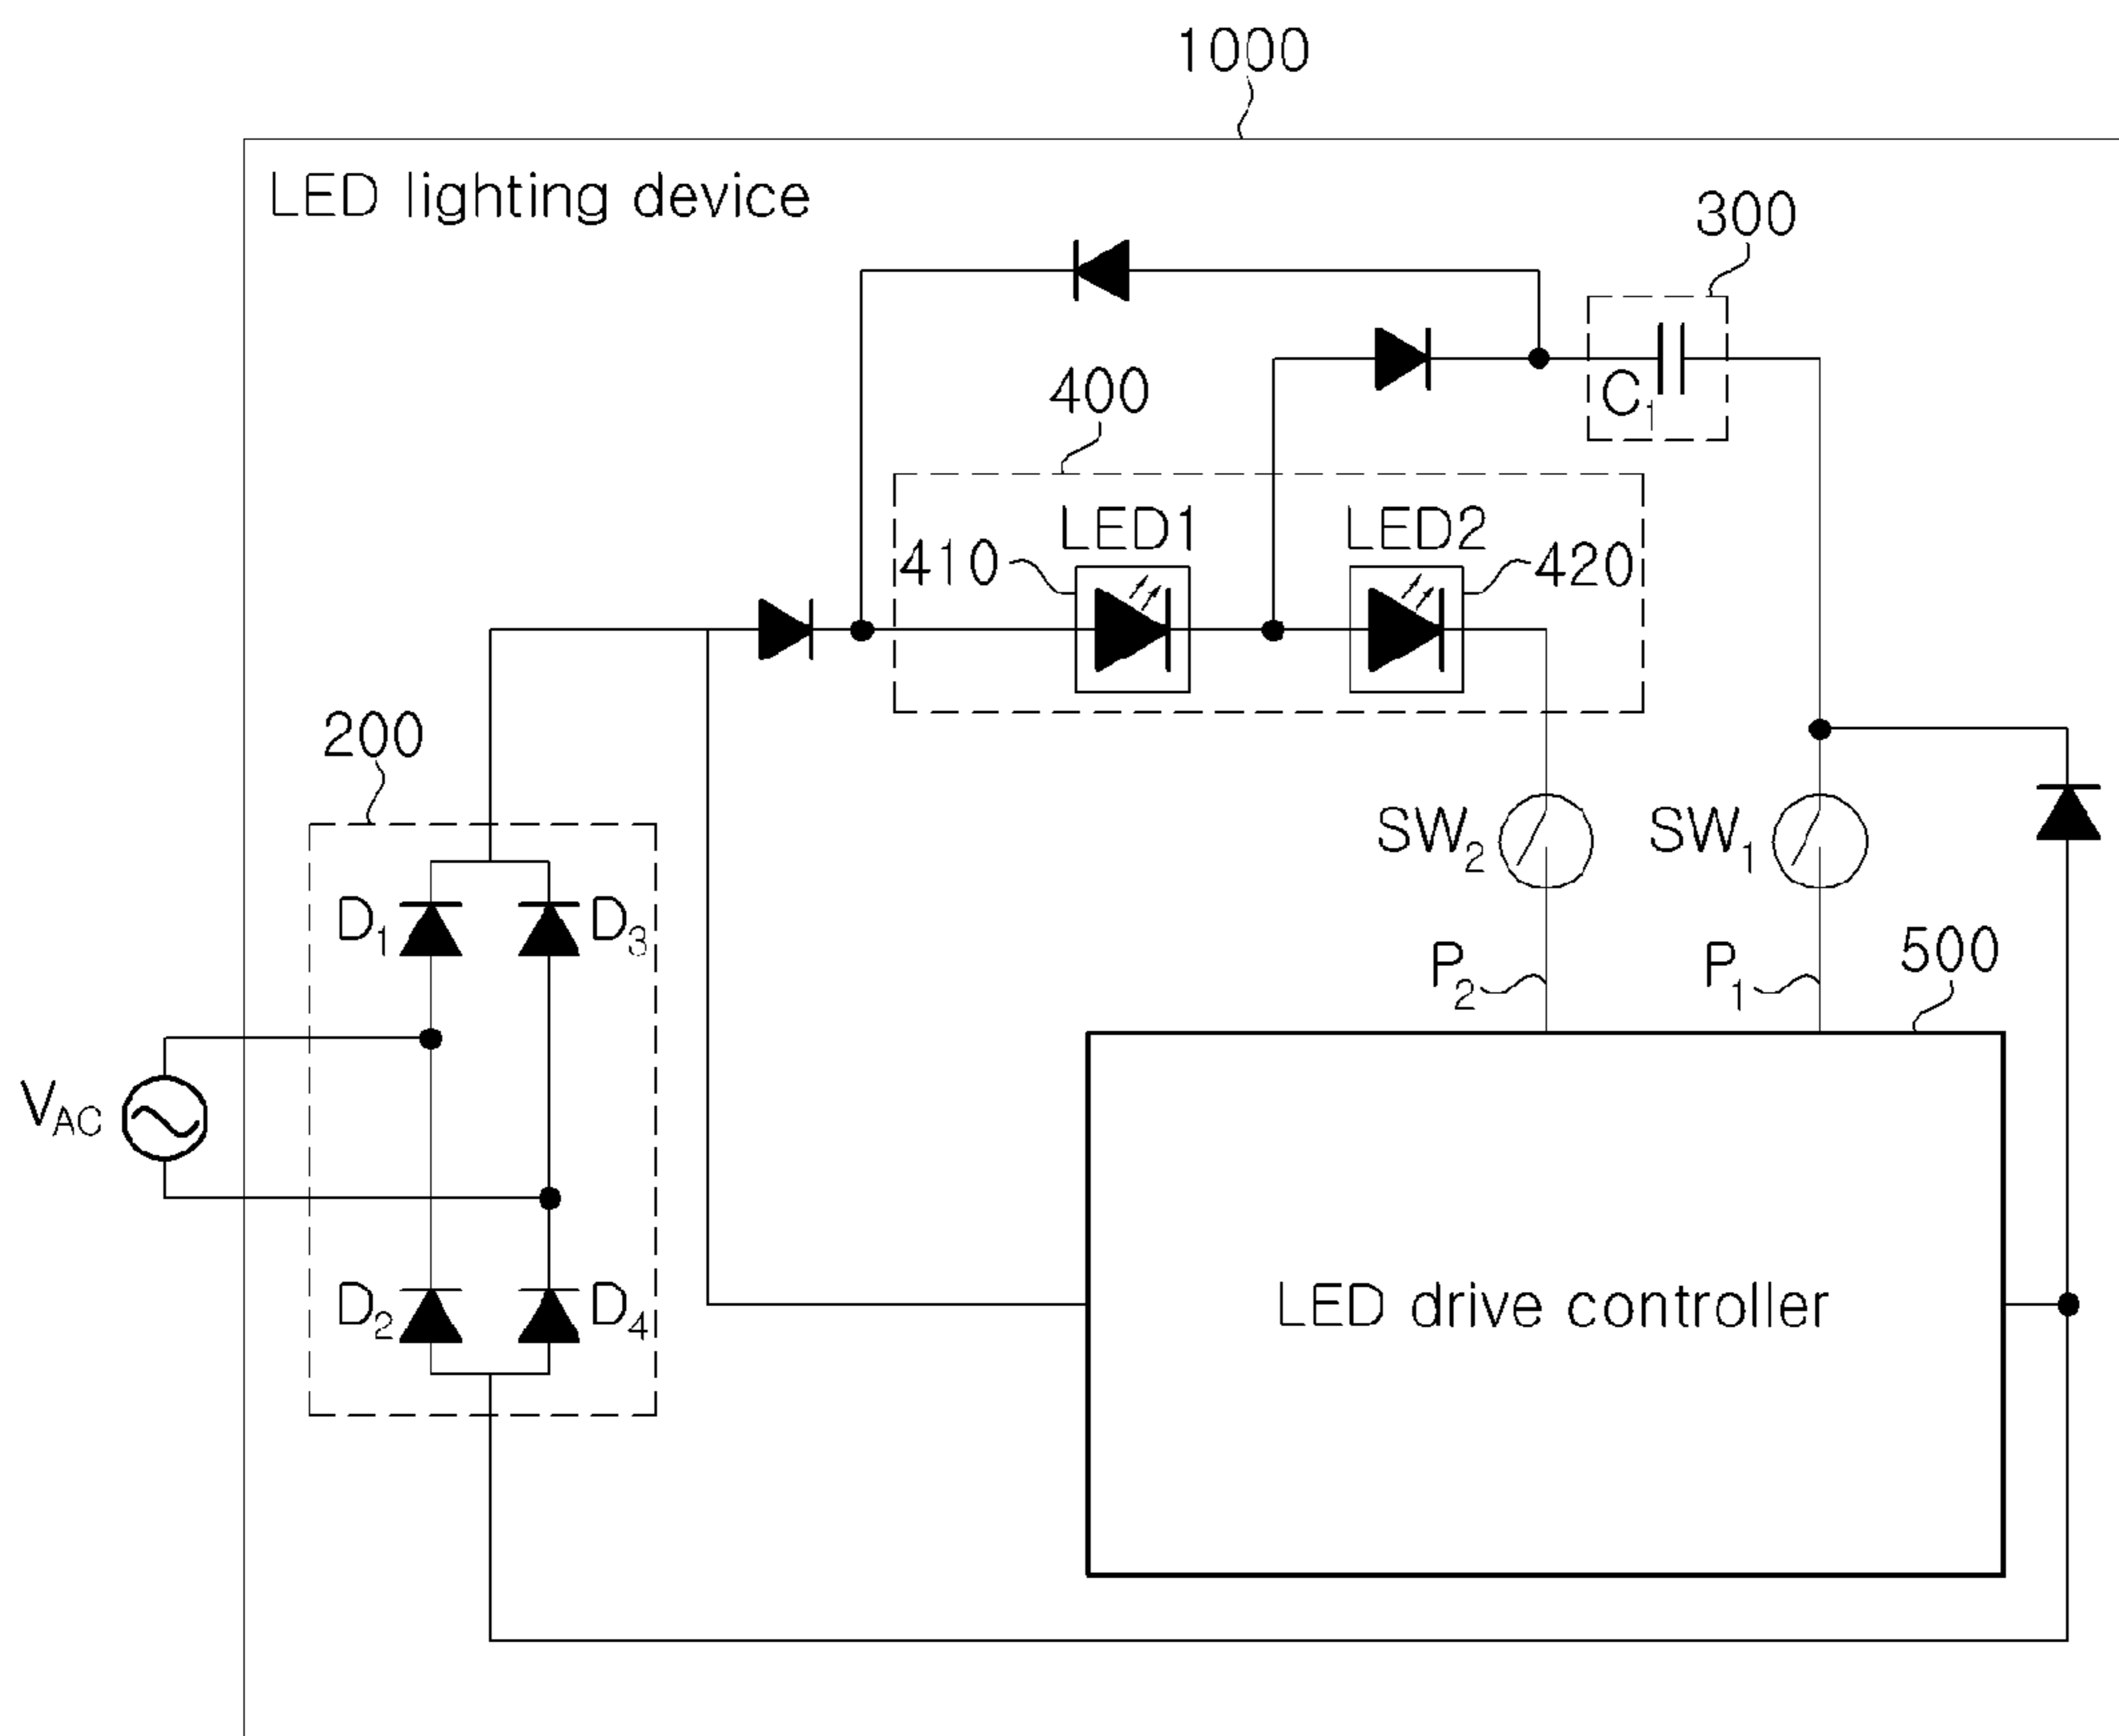 1000
LED lighting device
300
C1
400
LED1
LED2
410
420
200
SW2
SW1
D1
D3
P2
P1
500
VAC
D2
D4
LED drive controller